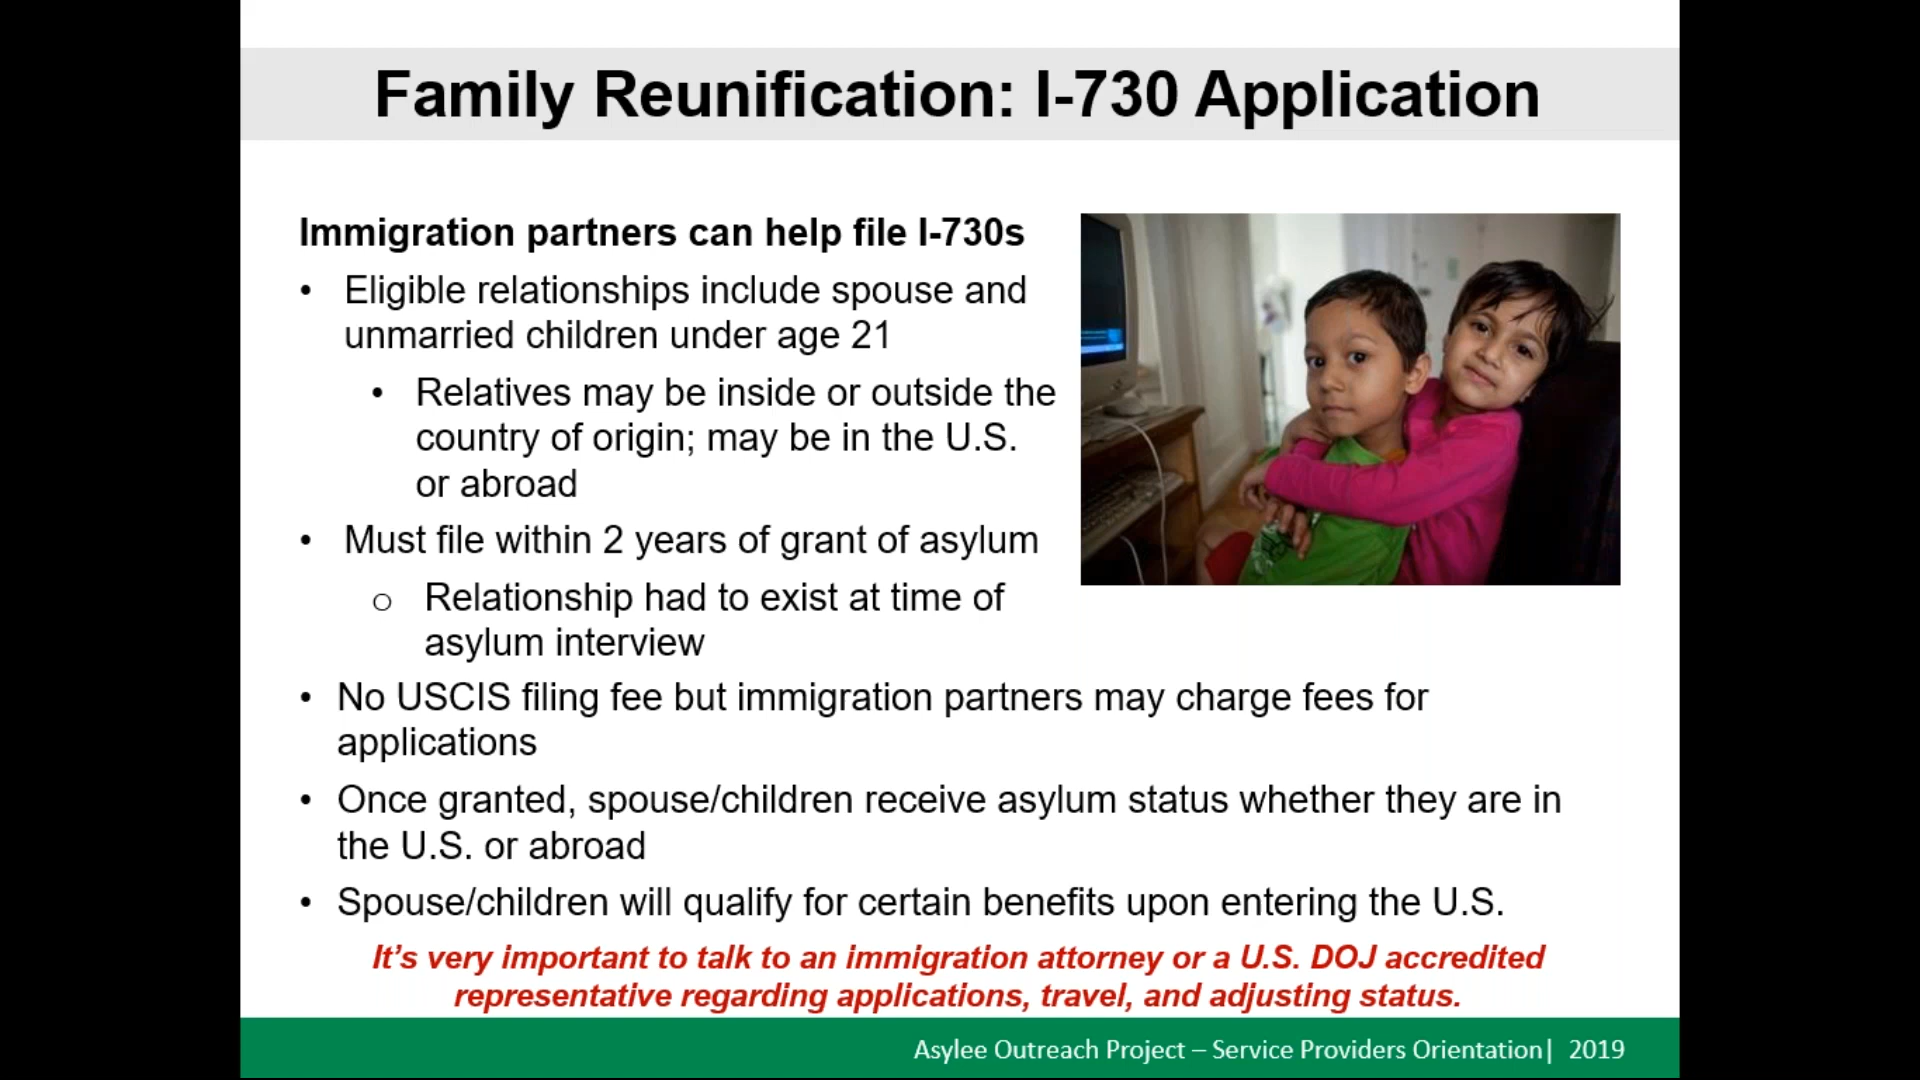 Family Reunification: I-730 Application
Immigration partners can help file I-730s
• Eligible relationships include spouse and
unmarried children under age 21
• Relatives may be inside or outside the
country of origin; may be in the U.S.
or abroad
• Must file within 2 years of grant of asylum
o Relationship had to exist at time of
asylum interview
• No USCIS filing fee but immigration partners may charge fees for
applications
• Once granted, spouse/children receive asylum status whether they are in
the U.S. or abroad
• Spouse/children will qualify for certain benefits upon entering the U.S.
It’s very important to talk to an immigration attorney or a U.S. DOJ accredited
representative regarding applications, travel, and adjusting status.
Asylee Outreach Project – Service Providers Orientation| 2019